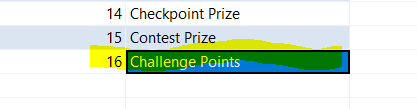 14 Checkpoint Prize
15 Contest Prize
16 Challenge Points